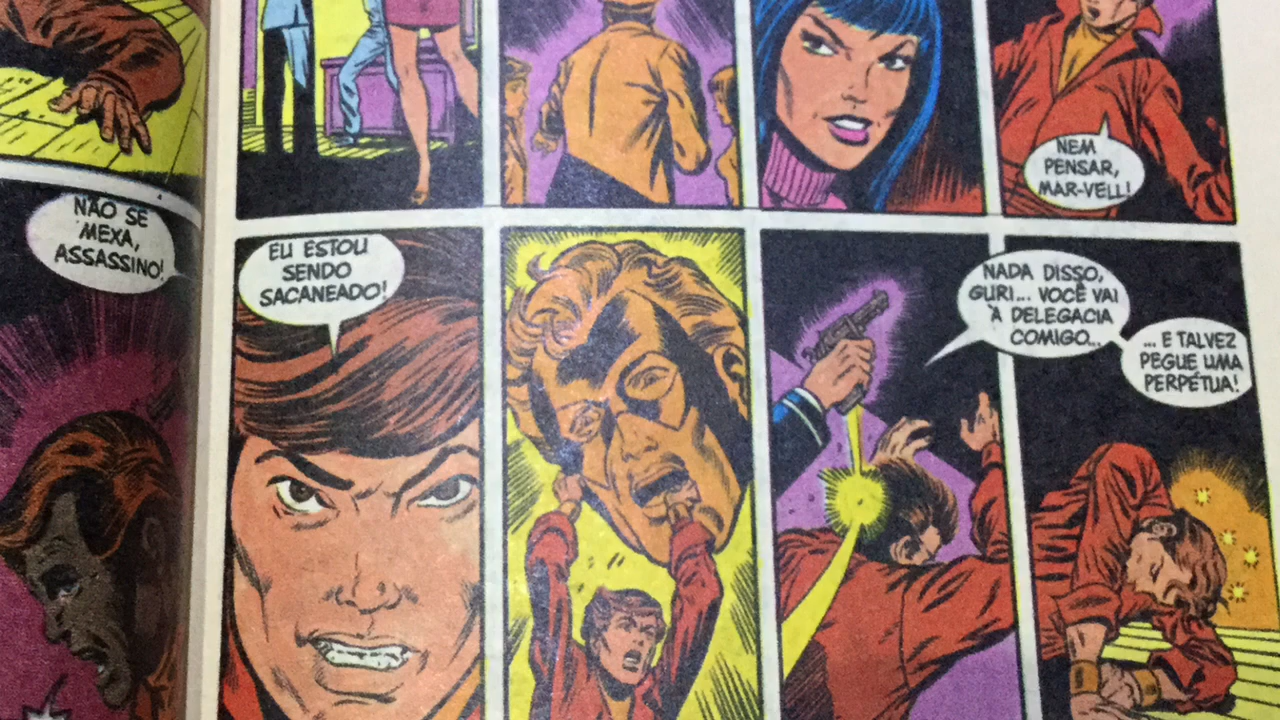 NEM
PENSAR,
MAR-VELL!
NÃO SE
MEXA,
ASSASSINO!
EU ESTOU
SENDO
SACANEADO!
NADA DISSO,
GURI... VOCÊ VAI
À DELEGACIA
COMIGO...
... E TALVEZ
PEGUE UMA
PERPÉTUA!